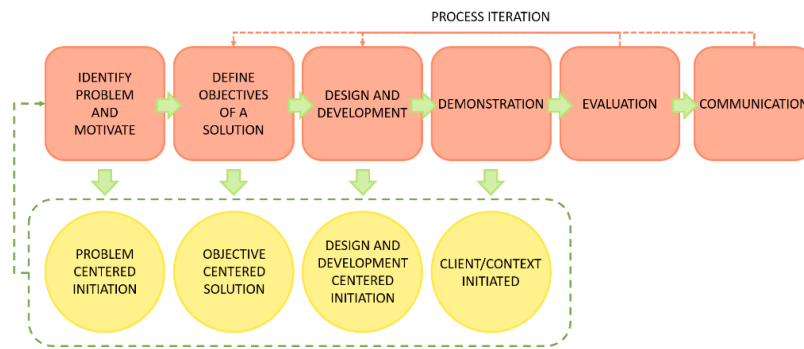 PROCESS ITERATION
IDENTIFY
PROBLEM
AND
MOTIVATE
DEFINE
OBJECTIVES
OF A
SOLUTION
DESIGN AND
DEVELOPMENT
DEMONSTRATION
EVALUATION
COMMUNICATION
PROBLEM
CENTERED
INITIATION
OBJECTIVE
CENTERED
SOLUTION
DESIGN AND
DEVELOPMENT
CENTERED
INITIATION
CLIENT/CONTEXT
INITIATED